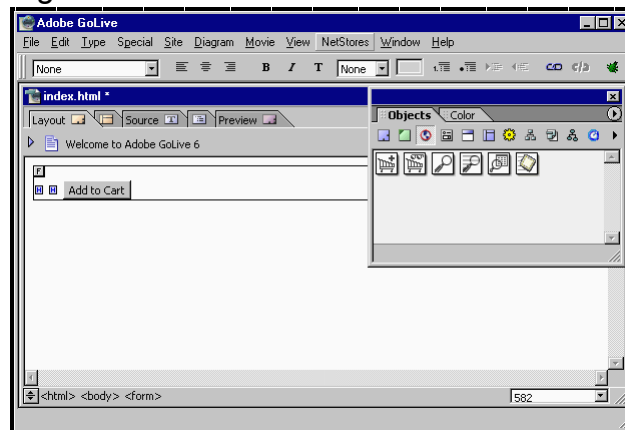 Adobe GoLive
File Edit Type Special Site Diagram Movie View NetStores Window Help
None B I T None
index.html *
Layout Source Preview
Welcome to Adobe GoLive 6
F
H H Add to Cart
Objects Color
<html> <body> <form> 582